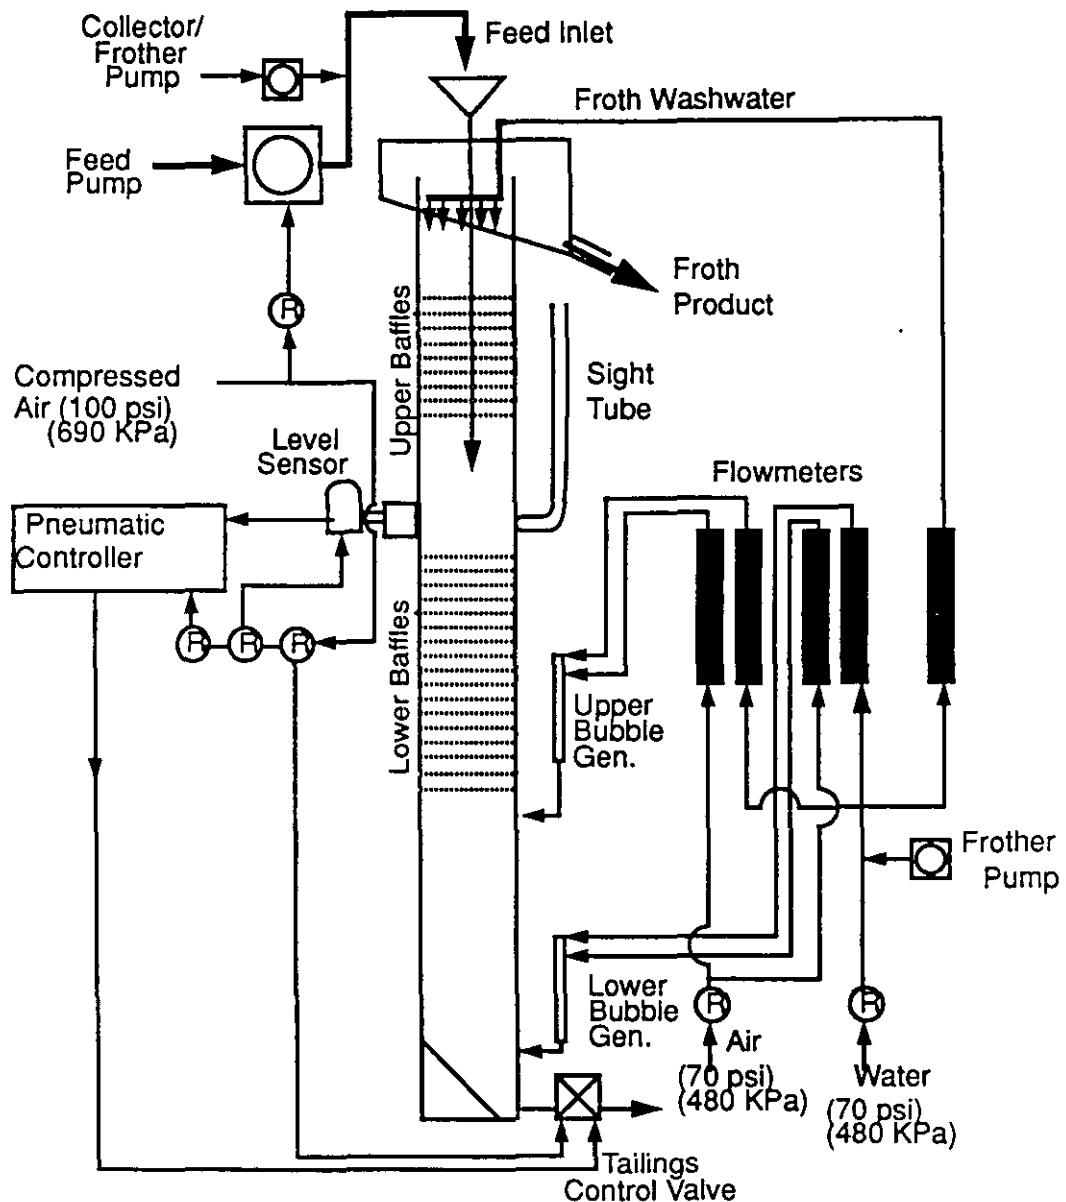 Collector/
Frother
Pump
Feed Inlet
Froth Washwater
Feed
Pump
Froth
Product
R
Upper Baffles
Compressed
Air (100 psi)
(690 KPa)
Sight
Tube
Level
Sensor
Flowmeters
Pneumatic
Controller
Lower Baffles
R
R
R
Upper
Bubble
Gen.
Frother
Pump
Lower
Bubble
Gen.
R
R
Air
(70 psi)
(480 KPa)
Water
(70 psi)
(480 KPa)
Tailings
Control Valve